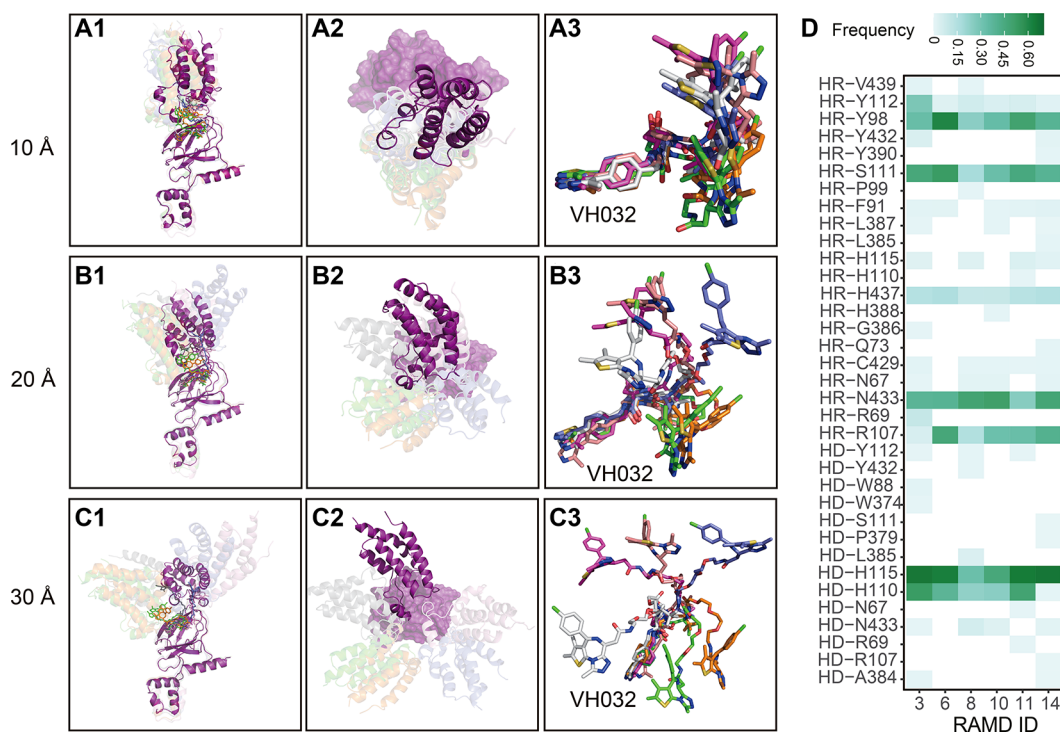 A1
A2
A3
D
Frequency
0
0.15
0.30
0.45
0.60
10 Å
VH032
B1
B2
B3
20 Å
VH032
C1
C2
C3
30 Å
VH032
HR-V439
HR-Y112
HR-Y98
HR-Y432
HR-Y390
HR-S111
HR-P99
HR-F91
HR-L387
HR-L385
HR-H115
HR-H110
HR-H437
HR-H388
HR-G386
HR-Q73
HR-C429
HR-N67
HR-N433
HR-R69
HR-R107
HD-Y112
HD-Y432
HD-W88
HD-W374
HD-S111
HD-P379
HD-L385
HD-H115
HD-H110
HD-N67
HD-N433
HD-R69
HD-R107
HD-A384
3 6 8 10 11 14
RAMD ID